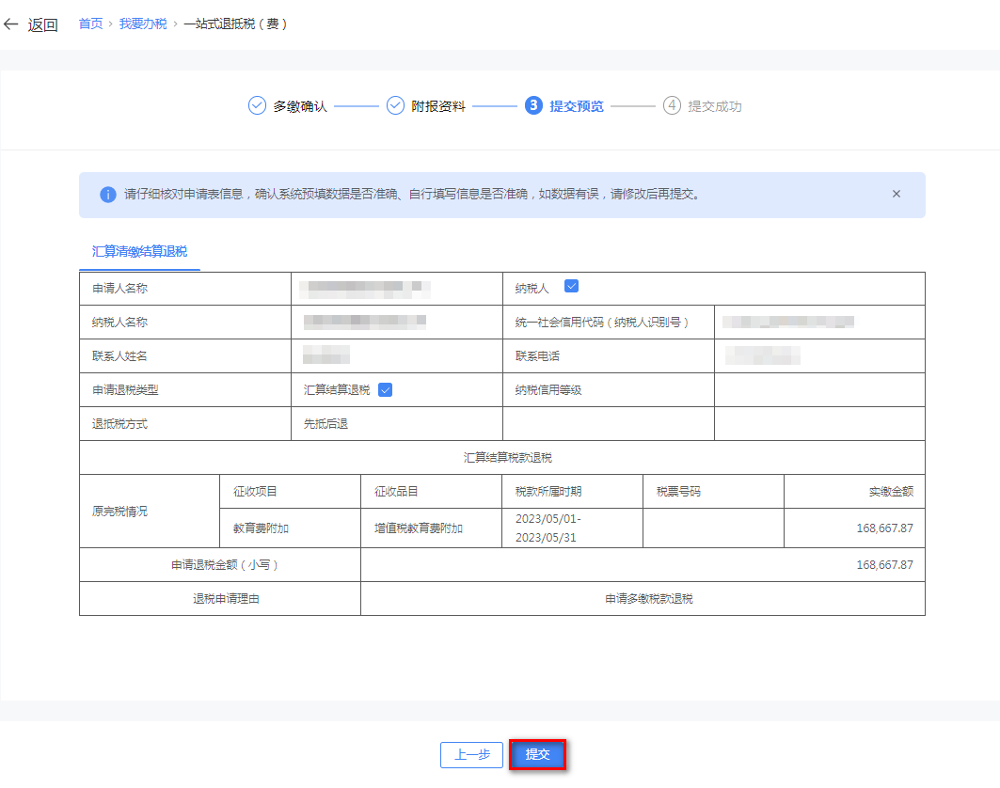 返回 首页 › 我要办税 › 一站式退抵税（费）
多缴确认 附报资料 3 提交预览 4 提交成功
请仔细核对申请表信息，确认系统预填数据是否准确、自行填写信息是否准确，如数据有误，请修改后再提交。
汇算清缴结算退税
申请人名称 纳税人
纳税人名称 统一社会信用代码（纳税人识别号）
联系人姓名 联系电话
申请退税类型 汇算结算退税 纳税信用等级
退抵税方式 先抵后退
汇算结算税款退税
原完税情况 征收项目 征收品目 税款所属时期 税票号码 实缴金额
教育费附加 增值税教育费附加 2023/05/01-
2023/05/31 168,667.87
申请退税金额（小写） 168,667.87
退税申请理由 申请多缴税款退税
上一步 提交